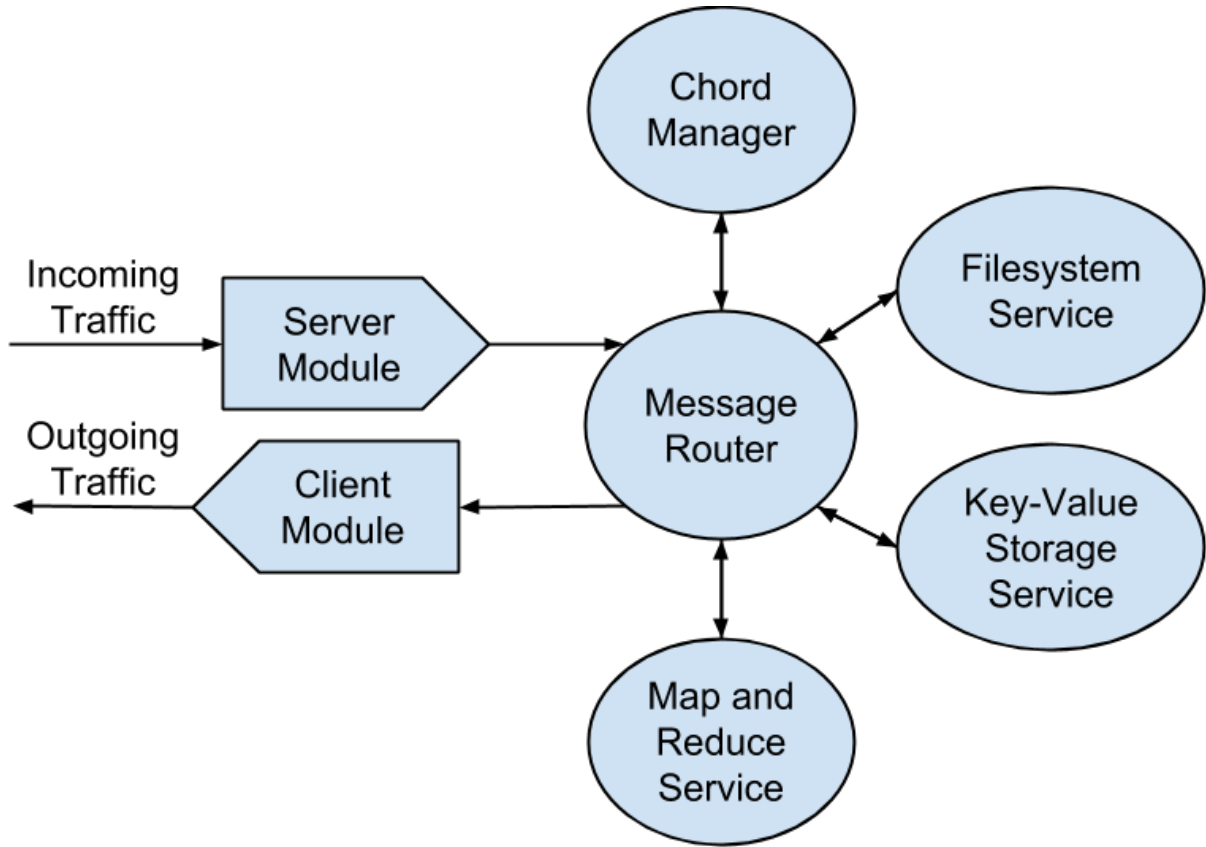 Chord
Manager
Filesystem
Service
Incoming
Traffic
Server
Module
Message
Router
Outgoing
Traffic
Client
Module
Key-Value
Storage
Service
Map and
Reduce
Service